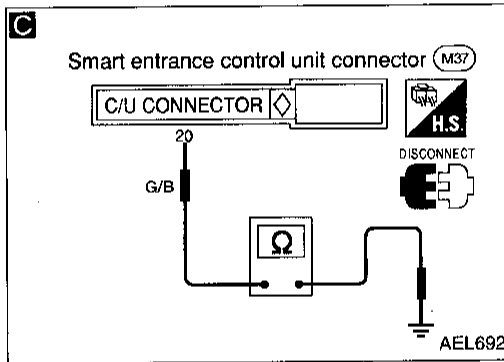 C
Smart entrance control unit connector M37
C/U CONNECTOR
H.S.
20
DISCONNECT
G/B
Ω
AEL692